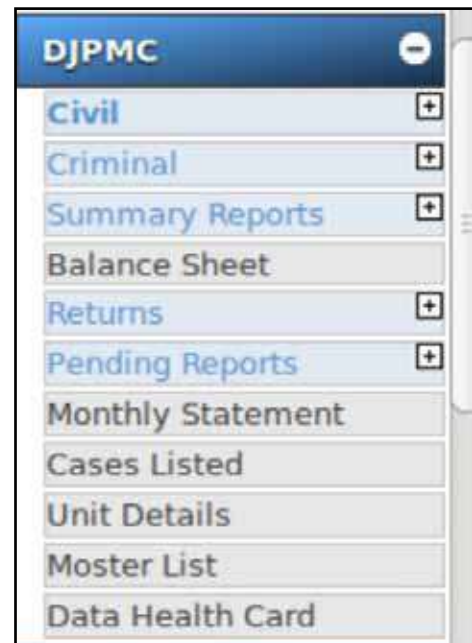 DJPMC
Civil
Criminal
Summary Reports
Balance Sheet
Returns
Pending Reports
Monthly Statement
Cases Listed
Unit Details
Moster List
Data Health Card